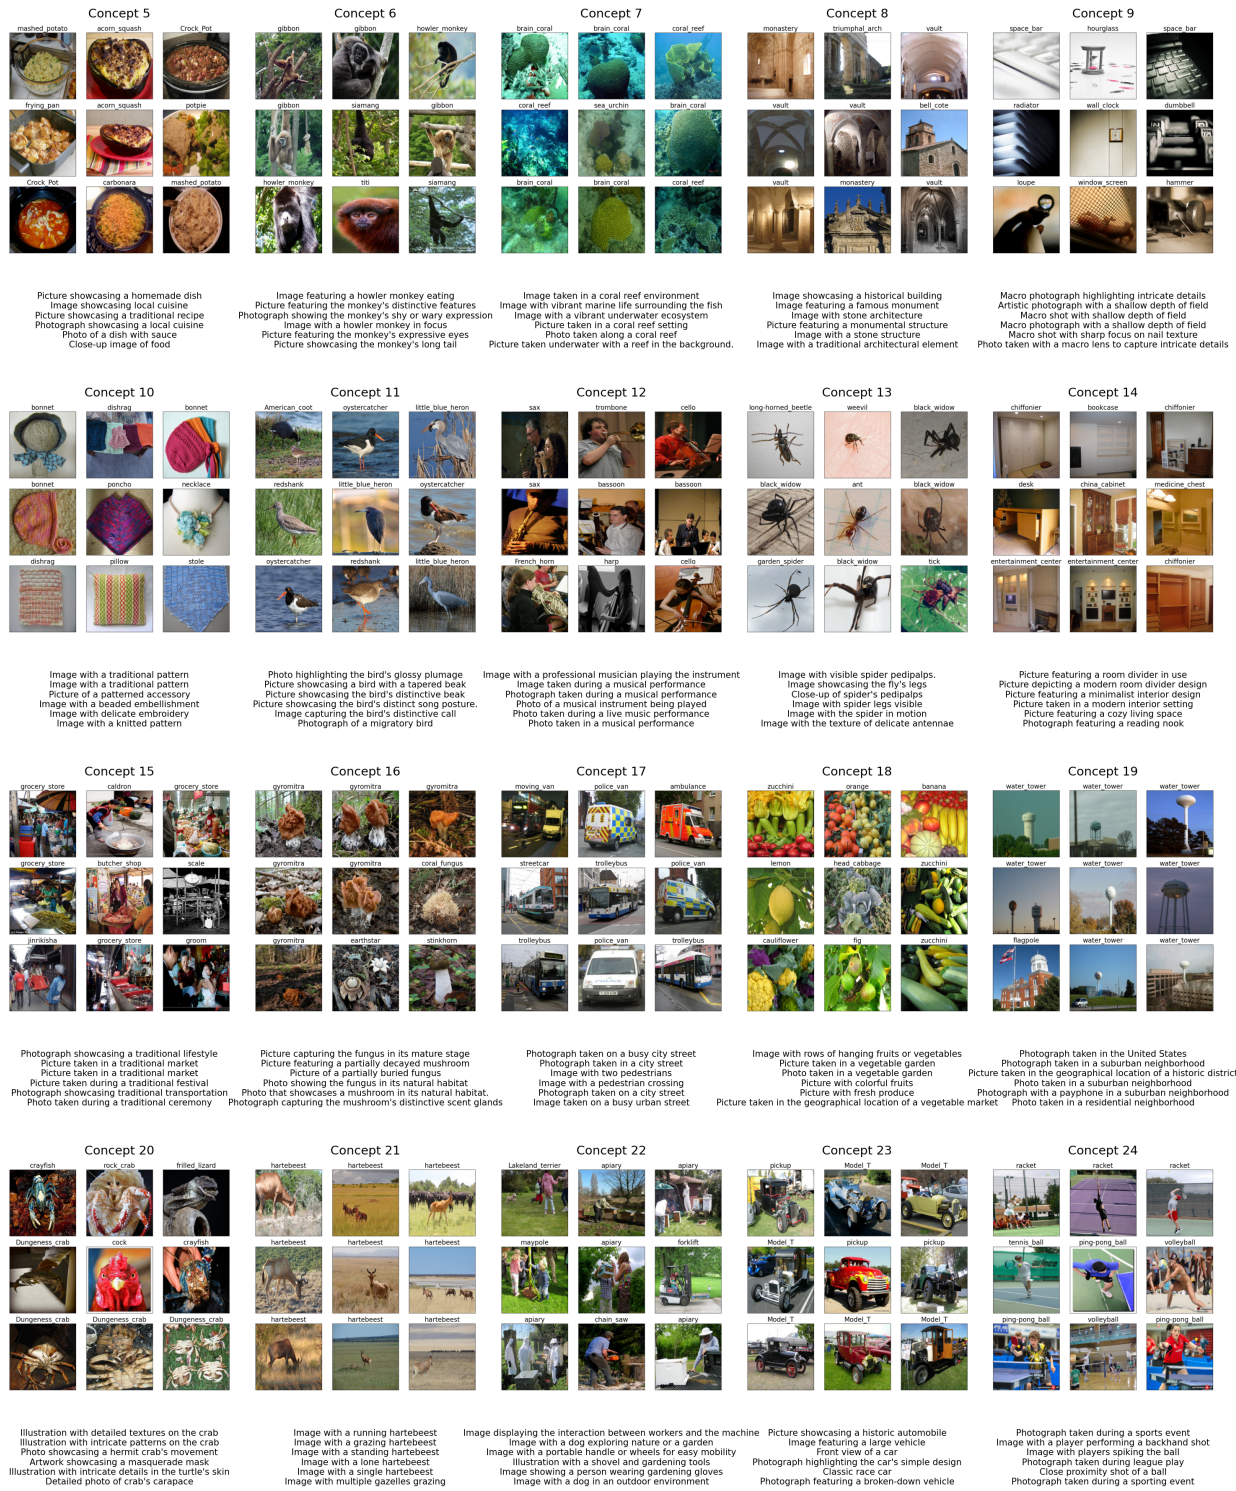 Concept 5
mashed_potato acorn_squash Crock_Pot
frying_pan acorn_squash potpie
Crock_Pot carbonara mashed_potato
Picture showcasing a homemade dish
Image showcasing local cuisine
Picture showcasing a traditional recipe
Photograph showcasing a local cuisine
Photo of a dish with sauce
Close-up image of food
Concept 6
gibbon gibbon howler_monkey
gibbon siamang gibbon
howler_monkey titi siamang
Image featuring a howler monkey eating
Picture featuring the monkey's distinctive features
Photograph showing the monkey's shy or wary expression
Image with a howler monkey in focus
Picture featuring the monkey's expressive eyes
Picture showcasing the monkey's long tail
Concept 7
brain_coral brain_coral coral_reef
coral_reef sea_urchin brain_coral
brain_coral brain_coral coral_reef
Image taken in a coral reef environment
Image with vibrant marine life surrounding the fish
Image with a vibrant underwater ecosystem
Picture taken in a coral reef setting
Photo taken along a coral reef
Picture taken underwater with a reef in the background.
Concept 8
monastery triumphal_arch vault
vault vault bell_cote
vault monastery vault
Image showcasing a historical building
Image featuring a famous monument
Image with stone architecture
Picture featuring a monumental structure
Image with a stone structure
Image with a traditional architectural element
Concept 9
space_bar hourglass space_bar
radiator wall_clock dumbbell
loupe window_screen hammer
Macro photograph highlighting intricate details
Artistic photograph with a shallow depth of field
Macro shot with shallow depth of field
Macro photograph with a shallow depth of field
Macro shot with sharp focus on nail texture
Photo taken with a macro lens to capture intricate details
Concept 10
bonnet dishrag bonnet
bonnet poncho necklace
dishrag pillow stole
Image with a traditional pattern
Image with a traditional pattern
Picture of a patterned accessory
Image with a beaded embellishment
Image with delicate embroidery
Image with a knitted pattern
Concept 11
American_coot oystercatcher little_blue_heron
redshank little_blue_heron oystercatcher
oystercatcher redshank little_blue_heron
Photo highlighting the bird's glossy plumage
Picture showcasing a bird with a tapered beak
Picture showcasing the bird's distinctive beak
Picture showcasing the bird's distinct song posture.
Image capturing the bird's distinctive call
Photograph of a migratory bird
Concept 12
sax trombone cello
sax bassoon bassoon
French_horn harp cello
Image with a professional musician playing the instrument
Image taken during a musical performance
Photograph taken during a musical performance
Photo of a musical instrument being played
Photo taken during a live music performance
Photo taken in a musical performance
Concept 13
long-horned_beetle weevil black_widow
black_widow ant black_widow
garden_spider black_widow tick
Image with visible spider pedipalps.
Image showcasing the fly's legs
Close-up of spider's pedipalps
Image with spider legs visible
Image with the spider in motion
Image with the texture of delicate antennae
Concept 14
chiffonier bookcase chiffonier
desk china_cabinet medicine_chest
entertainment_center entertainment_center chiffonier
Picture featuring a room divider in use
Picture depicting a modern room divider design
Picture featuring a minimalist interior design
Picture taken in a modern interior setting
Picture featuring a cozy living space
Photograph featuring a reading nook
Concept 15
grocery_store caldron grocery_store
grocery_store butcher_shop scale
jinrikisha grocery_store groom
Photograph showcasing a traditional lifestyle
Picture taken in a traditional market
Picture taken in a traditional market
Picture taken during a traditional festival
Photograph showcasing traditional transportation
Photo taken during a traditional ceremony
Concept 16
gyromitra gyromitra gyromitra
gyromitra gyromitra coral_fungus
gyromitra earthstar stinkhorn
Picture capturing the fungus in its mature stage
Picture featuring a partially decayed mushroom
Picture of a partially buried fungus
Photo showing the fungus in its natural habitat
Photo that showcases a mushroom in its natural habitat.
Photograph capturing the mushroom's distinctive scent glands
Concept 17
moving_van police_van ambulance
streetcar trolleybus police_van
trolleybus police_van trolleybus
Photograph taken on a busy city street
Photograph taken in a city street
Image with two pedestrians
Image with a pedestrian crossing
Photograph taken on a city street
Image taken on a busy urban street
Concept 18
zucchini orange banana
lemon head_cabbage zucchini
cauliflower fig zucchini
Image with rows of hanging fruits or vegetables
Picture taken in a vegetable garden
Photo taken in a vegetable garden
Picture with colorful fruits
Picture with fresh produce
Picture taken in the geographical location of a vegetable market
Concept 19
water_tower water_tower water_tower
water_tower water_tower water_tower
flagpole water_tower water_tower
Photograph taken in the United States
Photograph taken in a suburban neighborhood
Picture taken in the geographical location of a historic district
Photo taken in a suburban neighborhood
Photograph with a payphone in a suburban neighborhood
Photo taken in a residential neighborhood
Concept 20
crayfish rock_crab frilled_lizard
Dungeness_crab cock crayfish
Dungeness_crab Dungeness_crab Dungeness_crab
Illustration with detailed textures on the crab
Illustration with intricate patterns on the crab
Photo showcasing a hermit crab's movement
Artwork showcasing a masquerade mask
Illustration with intricate details in the turtle's skin
Detailed photo of crab's carapace
Concept 21
hartebeest hartebeest hartebeest
hartebeest hartebeest hartebeest
hartebeest hartebeest hartebeest
Image with a running hartebeest
Image with a grazing hartebeest
Image with a standing hartebeest
Image with a lone hartebeest
Image with a single hartebeest
Image with multiple gazelles grazing
Concept 22
Lakeland_terrier apiary apiary
maypole apiary forklift
apiary chain_saw apiary
Image displaying the interaction between workers and the machine
Image with a dog exploring nature or a garden
Image with a portable handle or wheels for easy mobility
Illustration with a shovel and gardening tools
Image showing a person wearing gardening gloves
Image with a dog in an outdoor environment
Concept 23
pickup Model_T Model_T
Model_T pickup pickup
Model_T Model_T Model_T
Picture showcasing a historic automobile
Image featuring a large vehicle
Front view of a car
Photograph highlighting the car's simple design
Classic race car
Photograph featuring a broken-down vehicle
Concept 24
racket racket racket
tennis_ball ping-pong_ball volleyball
ping-pong_ball volleyball ping-pong_ball
Photograph taken during a sports event
Image with a player performing a backhand shot
Image with players spiking the ball
Photograph taken during league play
Close proximity shot of a ball
Photograph taken during a sporting event